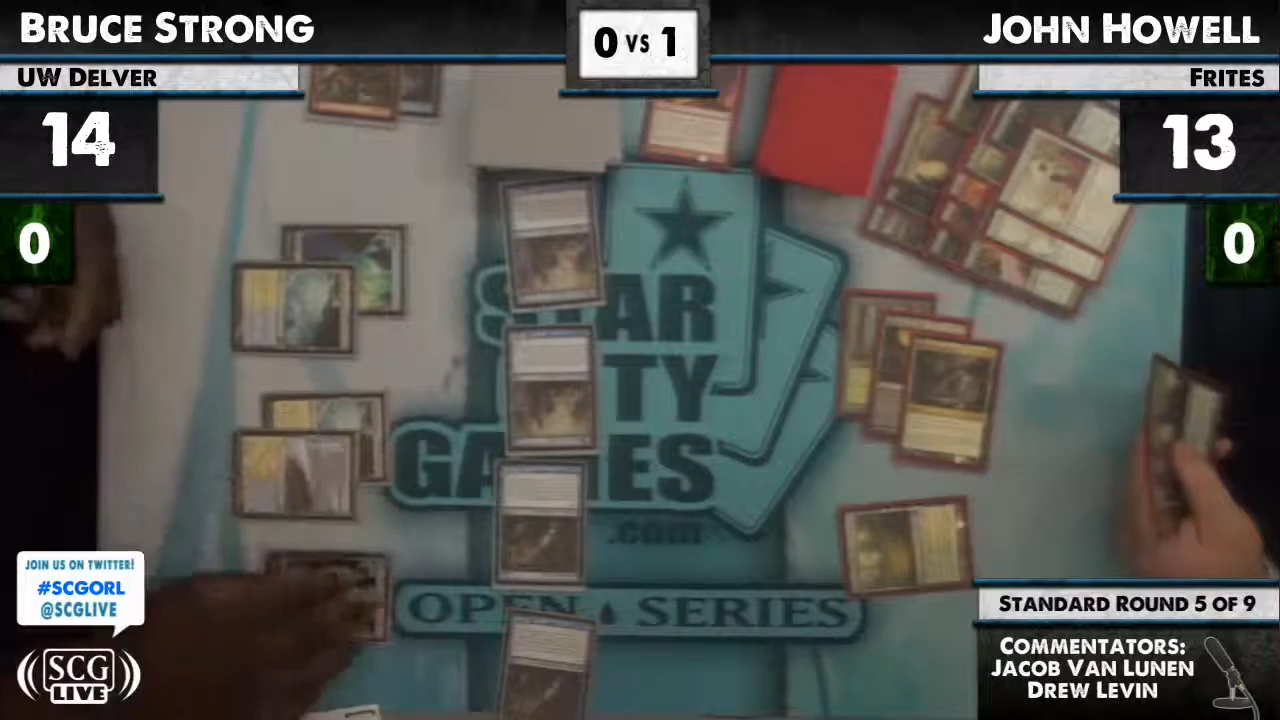 BRUCE STRONG
0 VS 1
JOHN HOWELL
UW DELVER
FRITES
14
13
0
0
STAR
CITY
GAMES
.com
OPEN SERIES
JOIN US ON TWITTER!
#SCGORL
@SCGLIVE
SCG
LIVE
STANDARD ROUND 5 OF 9
COMMENTATORS:
JACOB VAN LUNEN
DREW LEVIN